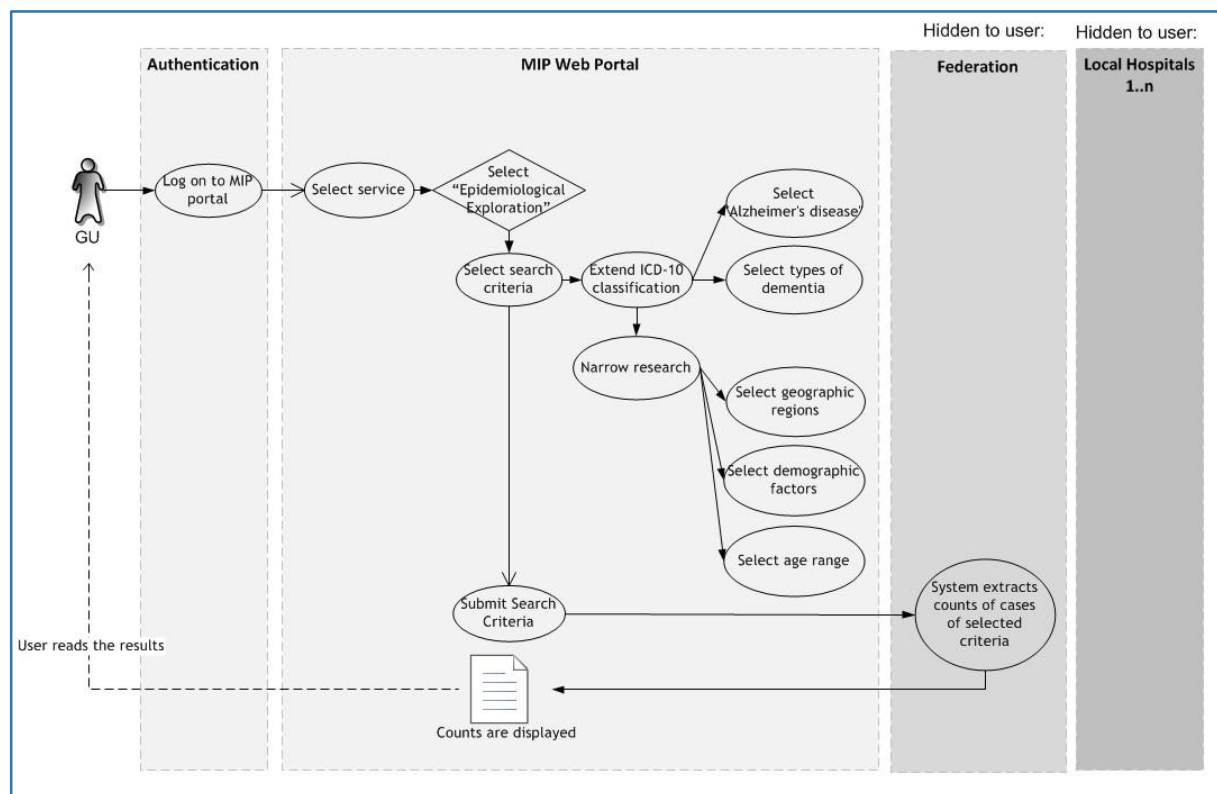 Hidden to user:
Hidden to user:
Authentication
MIP Web Portal
Federation
Local Hospitals
1..n
GU
Log on to MIP
portal
Select service
Select
“Epidemiological
Exploration”
Select
'Alzheimer's disease'
Select search
criteria
Extend ICD-10
classification
Select types of
dementia
Narrow research
Select geographic
regions
Select demographic
factors
Select age range
Submit Search
Criteria
System extracts
counts of cases
of selected
criteria
User reads the results
Counts are displayed